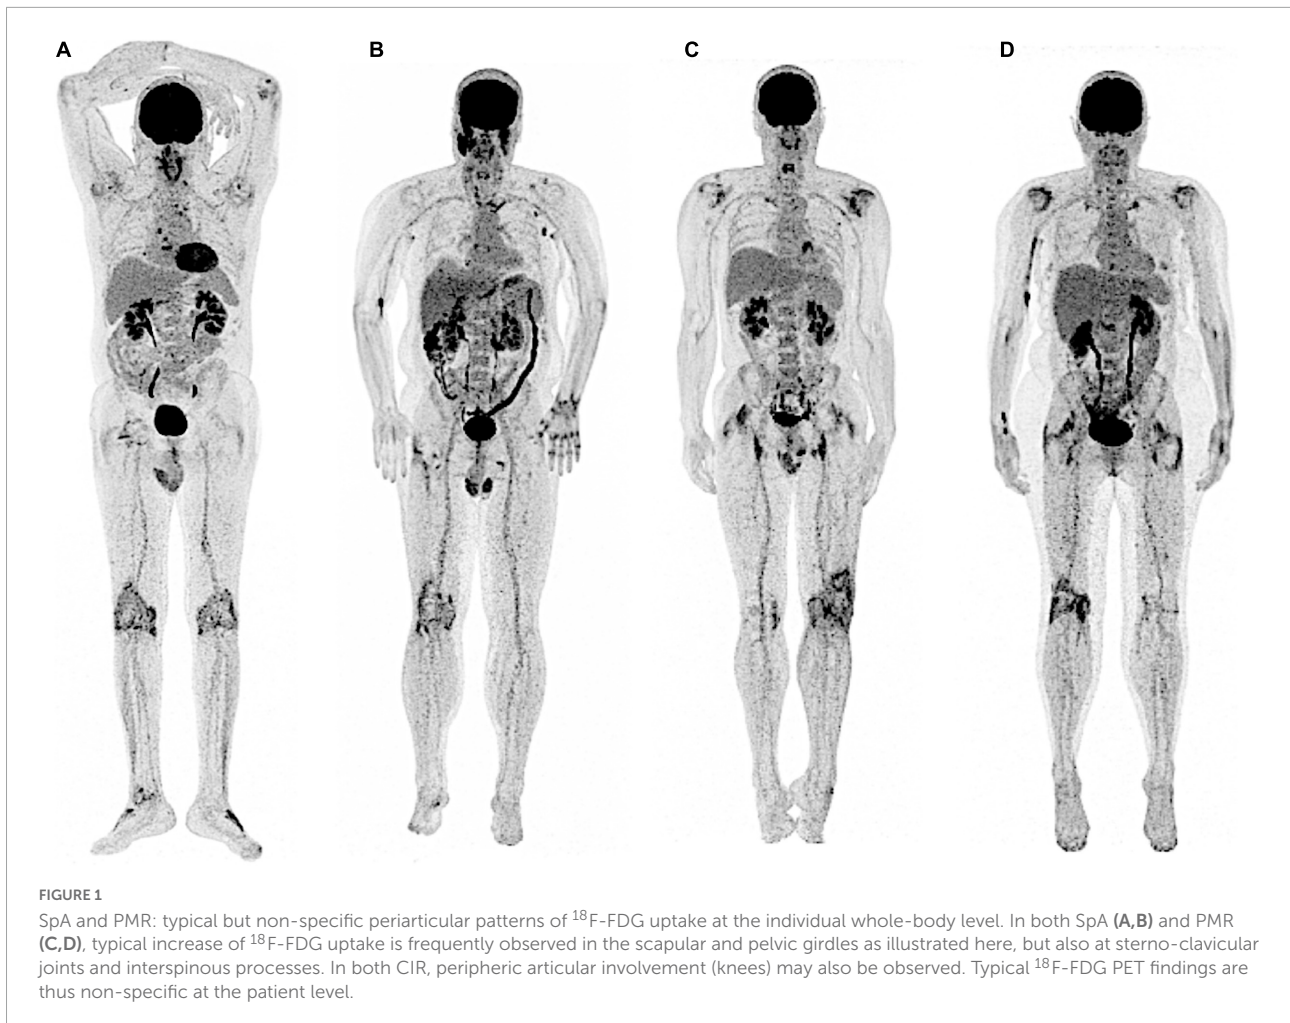 A B C D
FIGURE 1
SpA and PMR: typical but non-specific periarticular patterns of ¹⁸F-FDG uptake at the individual whole-body level. In both SpA (A,B) and PMR
(C,D), typical increase of ¹⁸F-FDG uptake is frequently observed in the scapular and pelvic girdles as illustrated here, but also at sterno-clavicular
joints and interspinous processes. In both CIR, peripheric articular involvement (knees) may also be observed. Typical ¹⁸F-FDG PET findings are
thus non-specific at the patient level.